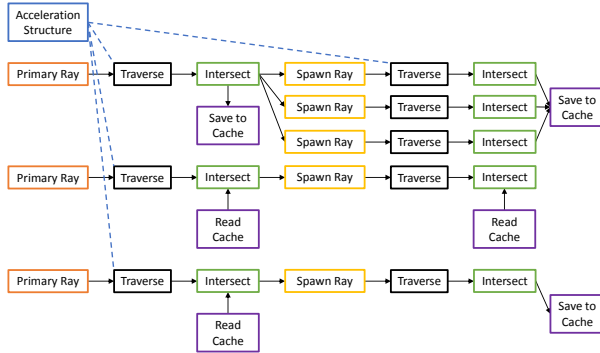 Acceleration
Structure
Primary Ray
Traverse
Intersect
Spawn Ray
Traverse
Intersect
Save to
Cache
Spawn Ray
Traverse
Intersect
Save to
Cache
Spawn Ray
Traverse
Intersect
Primary Ray
Traverse
Intersect
Spawn Ray
Traverse
Intersect
Read
Cache
Read
Cache
Primary Ray
Traverse
Intersect
Spawn Ray
Traverse
Intersect
Read
Cache
Save to
Cache